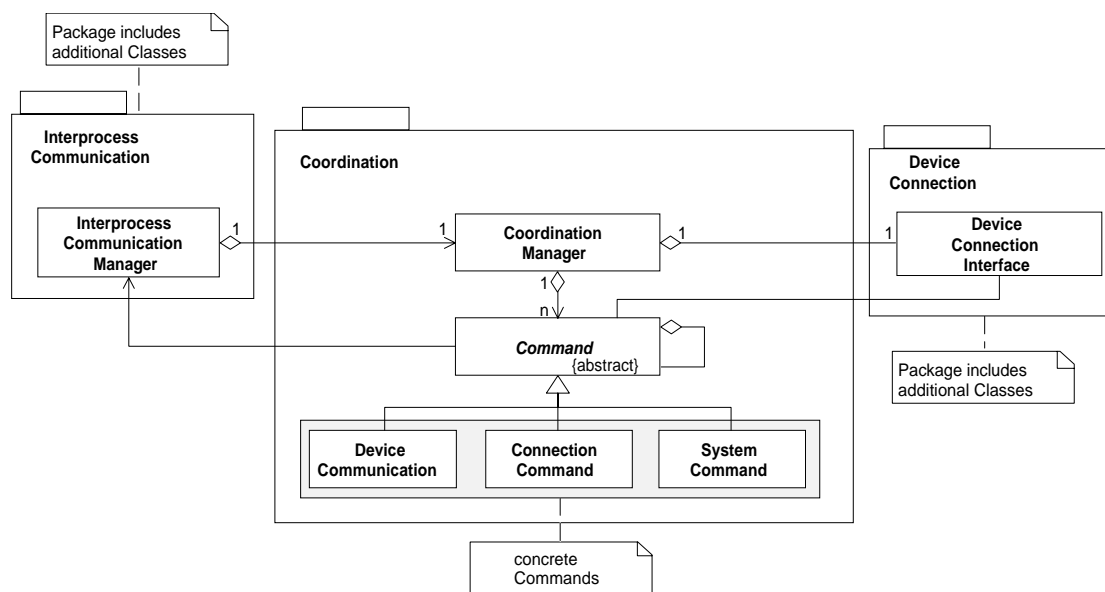 Package includes
additional Classes
Interprocess
Communication
Coordination
Device
Connection
Interprocess
Communication
Manager
1
1
Coordination
Manager
1
1
Device
Connection
Interface
1
n
Command
{abstract}
Package includes
additional Classes
Device
Communication
Connection
Command
System
Command
concrete
Commands